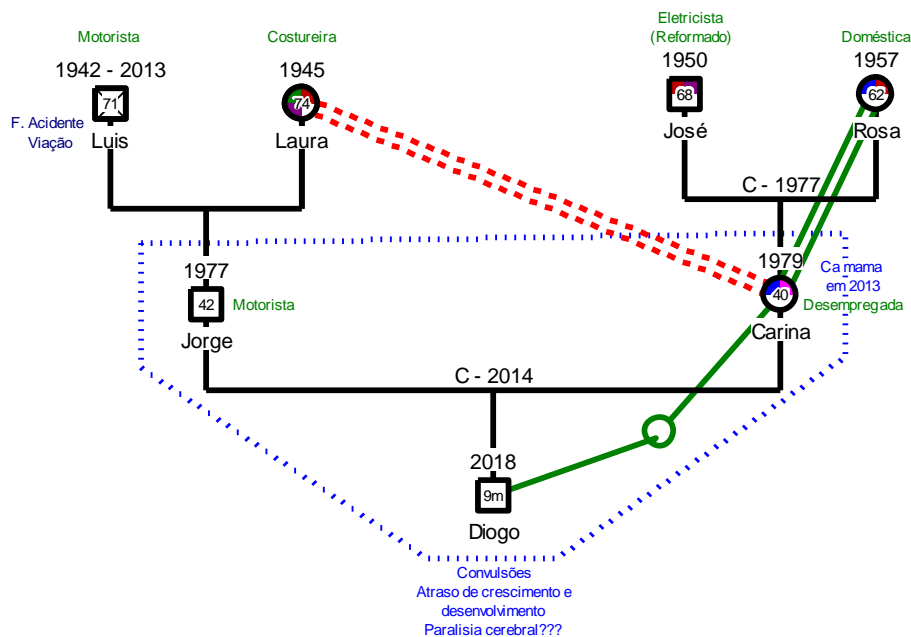 Motorista
Costureira
Eletricista
(Reformado)
Doméstica
1942 - 2013
1945
1950
1957
71
74
68
62
F. Acidente
Viação
Luis
Laura
José
Rosa
C - 1977
1977
1979
Ca mama
em 2013
42
Motorista
40
Desempregada
Jorge
Carina
C - 2014
2018
9m
Diogo
Convulsões
Atraso de crescimento e
desenvolvimento
Paralisia cerebral???